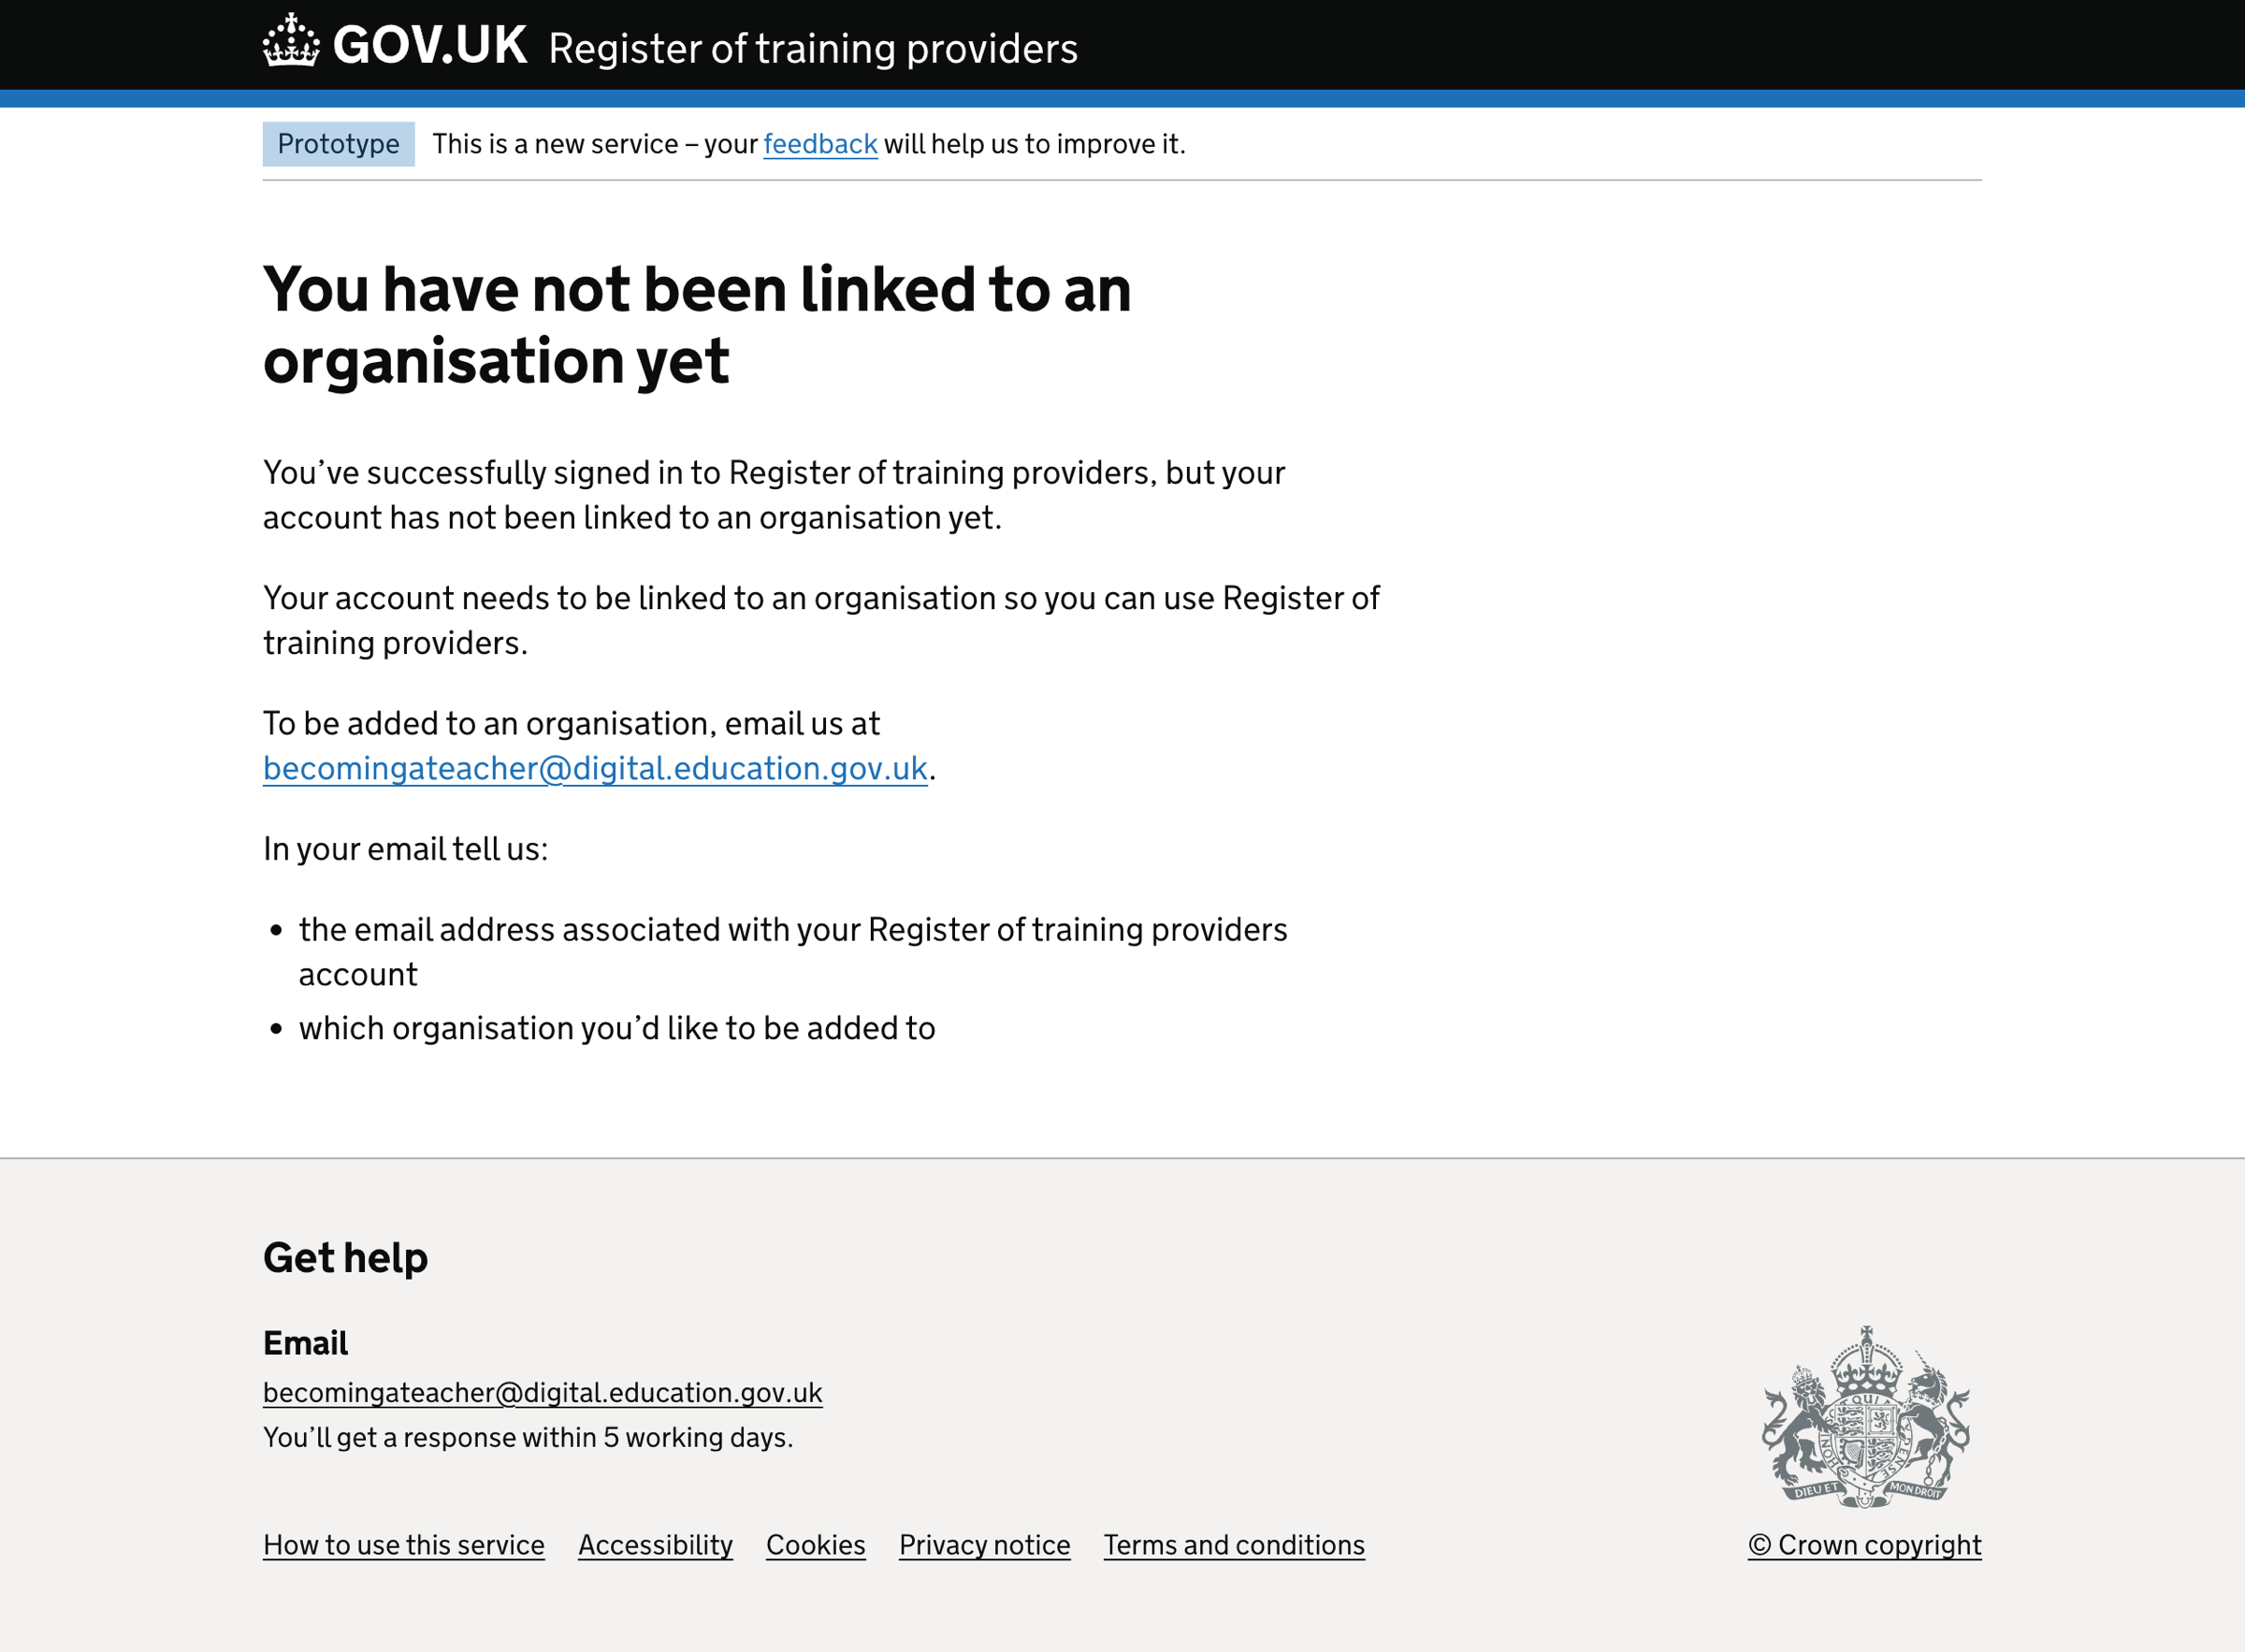 GOV.UK Register of training providers
Prototype This is a new service – your feedback will help us to improve it.
You have not been linked to an
organisation yet
You’ve successfully signed in to Register of training providers, but your
account has not been linked to an organisation yet.
Your account needs to be linked to an organisation so you can use Register of
training providers.
To be added to an organisation, email us at
becomingateacher@digital.education.gov.uk.
In your email tell us:
• the email address associated with your Register of training providers
account
• which organisation you’d like to be added to
Get help
Email
becomingateacher@digital.education.gov.uk
You’ll get a response within 5 working days.
DIEU ET MON DROIT
How to use this service Accessibility Cookies Privacy notice Terms and conditions © Crown copyright